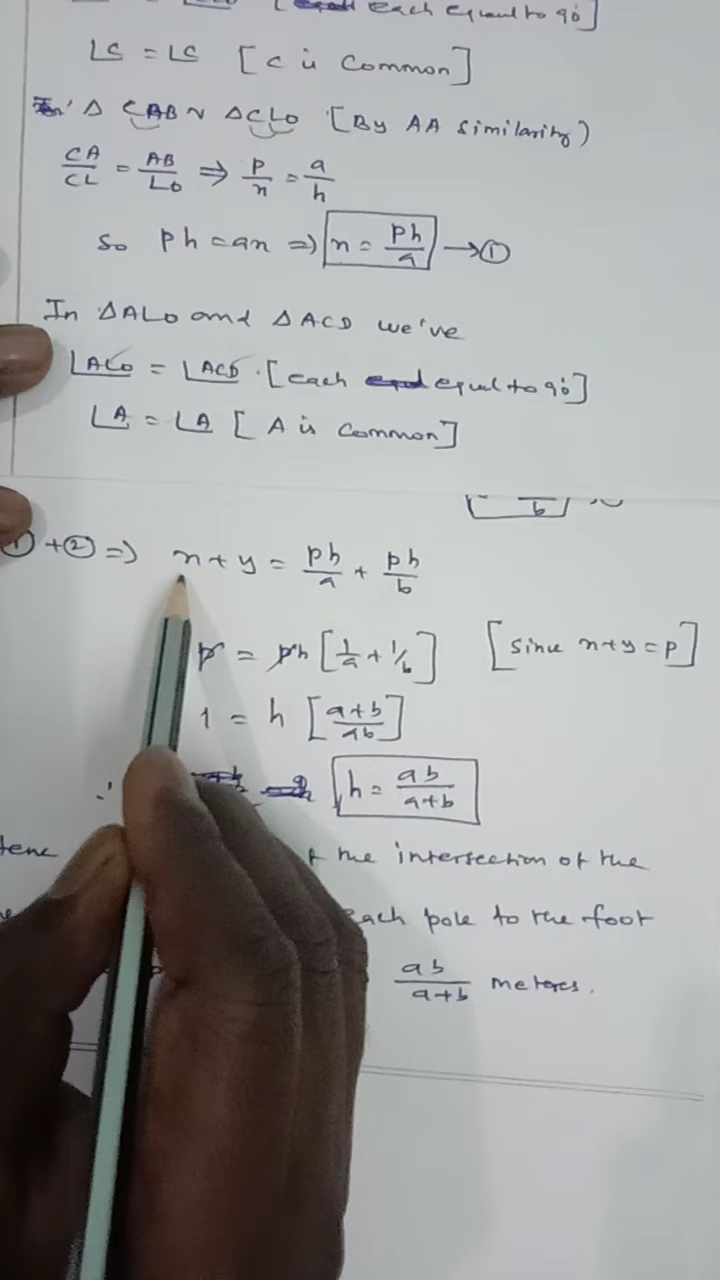 each equal to 90]
∟C = ∟C [C is Common]
Δ CAB ~ ΔCLO [By AA similarity)
CA/CL = AB/LO ⇒ P/x = a/h
so Ph = ax ⇒ x = Ph/a → ①
In ΔALO and ΔACD we've
∟ALO = ∟ACD. [each equal to 90]
∟A = ∟A [A is Common]
b
① + ② ⇒ x + y = ph/a + ph/b
p = ph [1/a + 1/b] [Since x + y = p]
1 = h [a+b/ab]
∴ h = ab/a+b
the intersection of the
each pole to the foot
ab/a+b meteres.